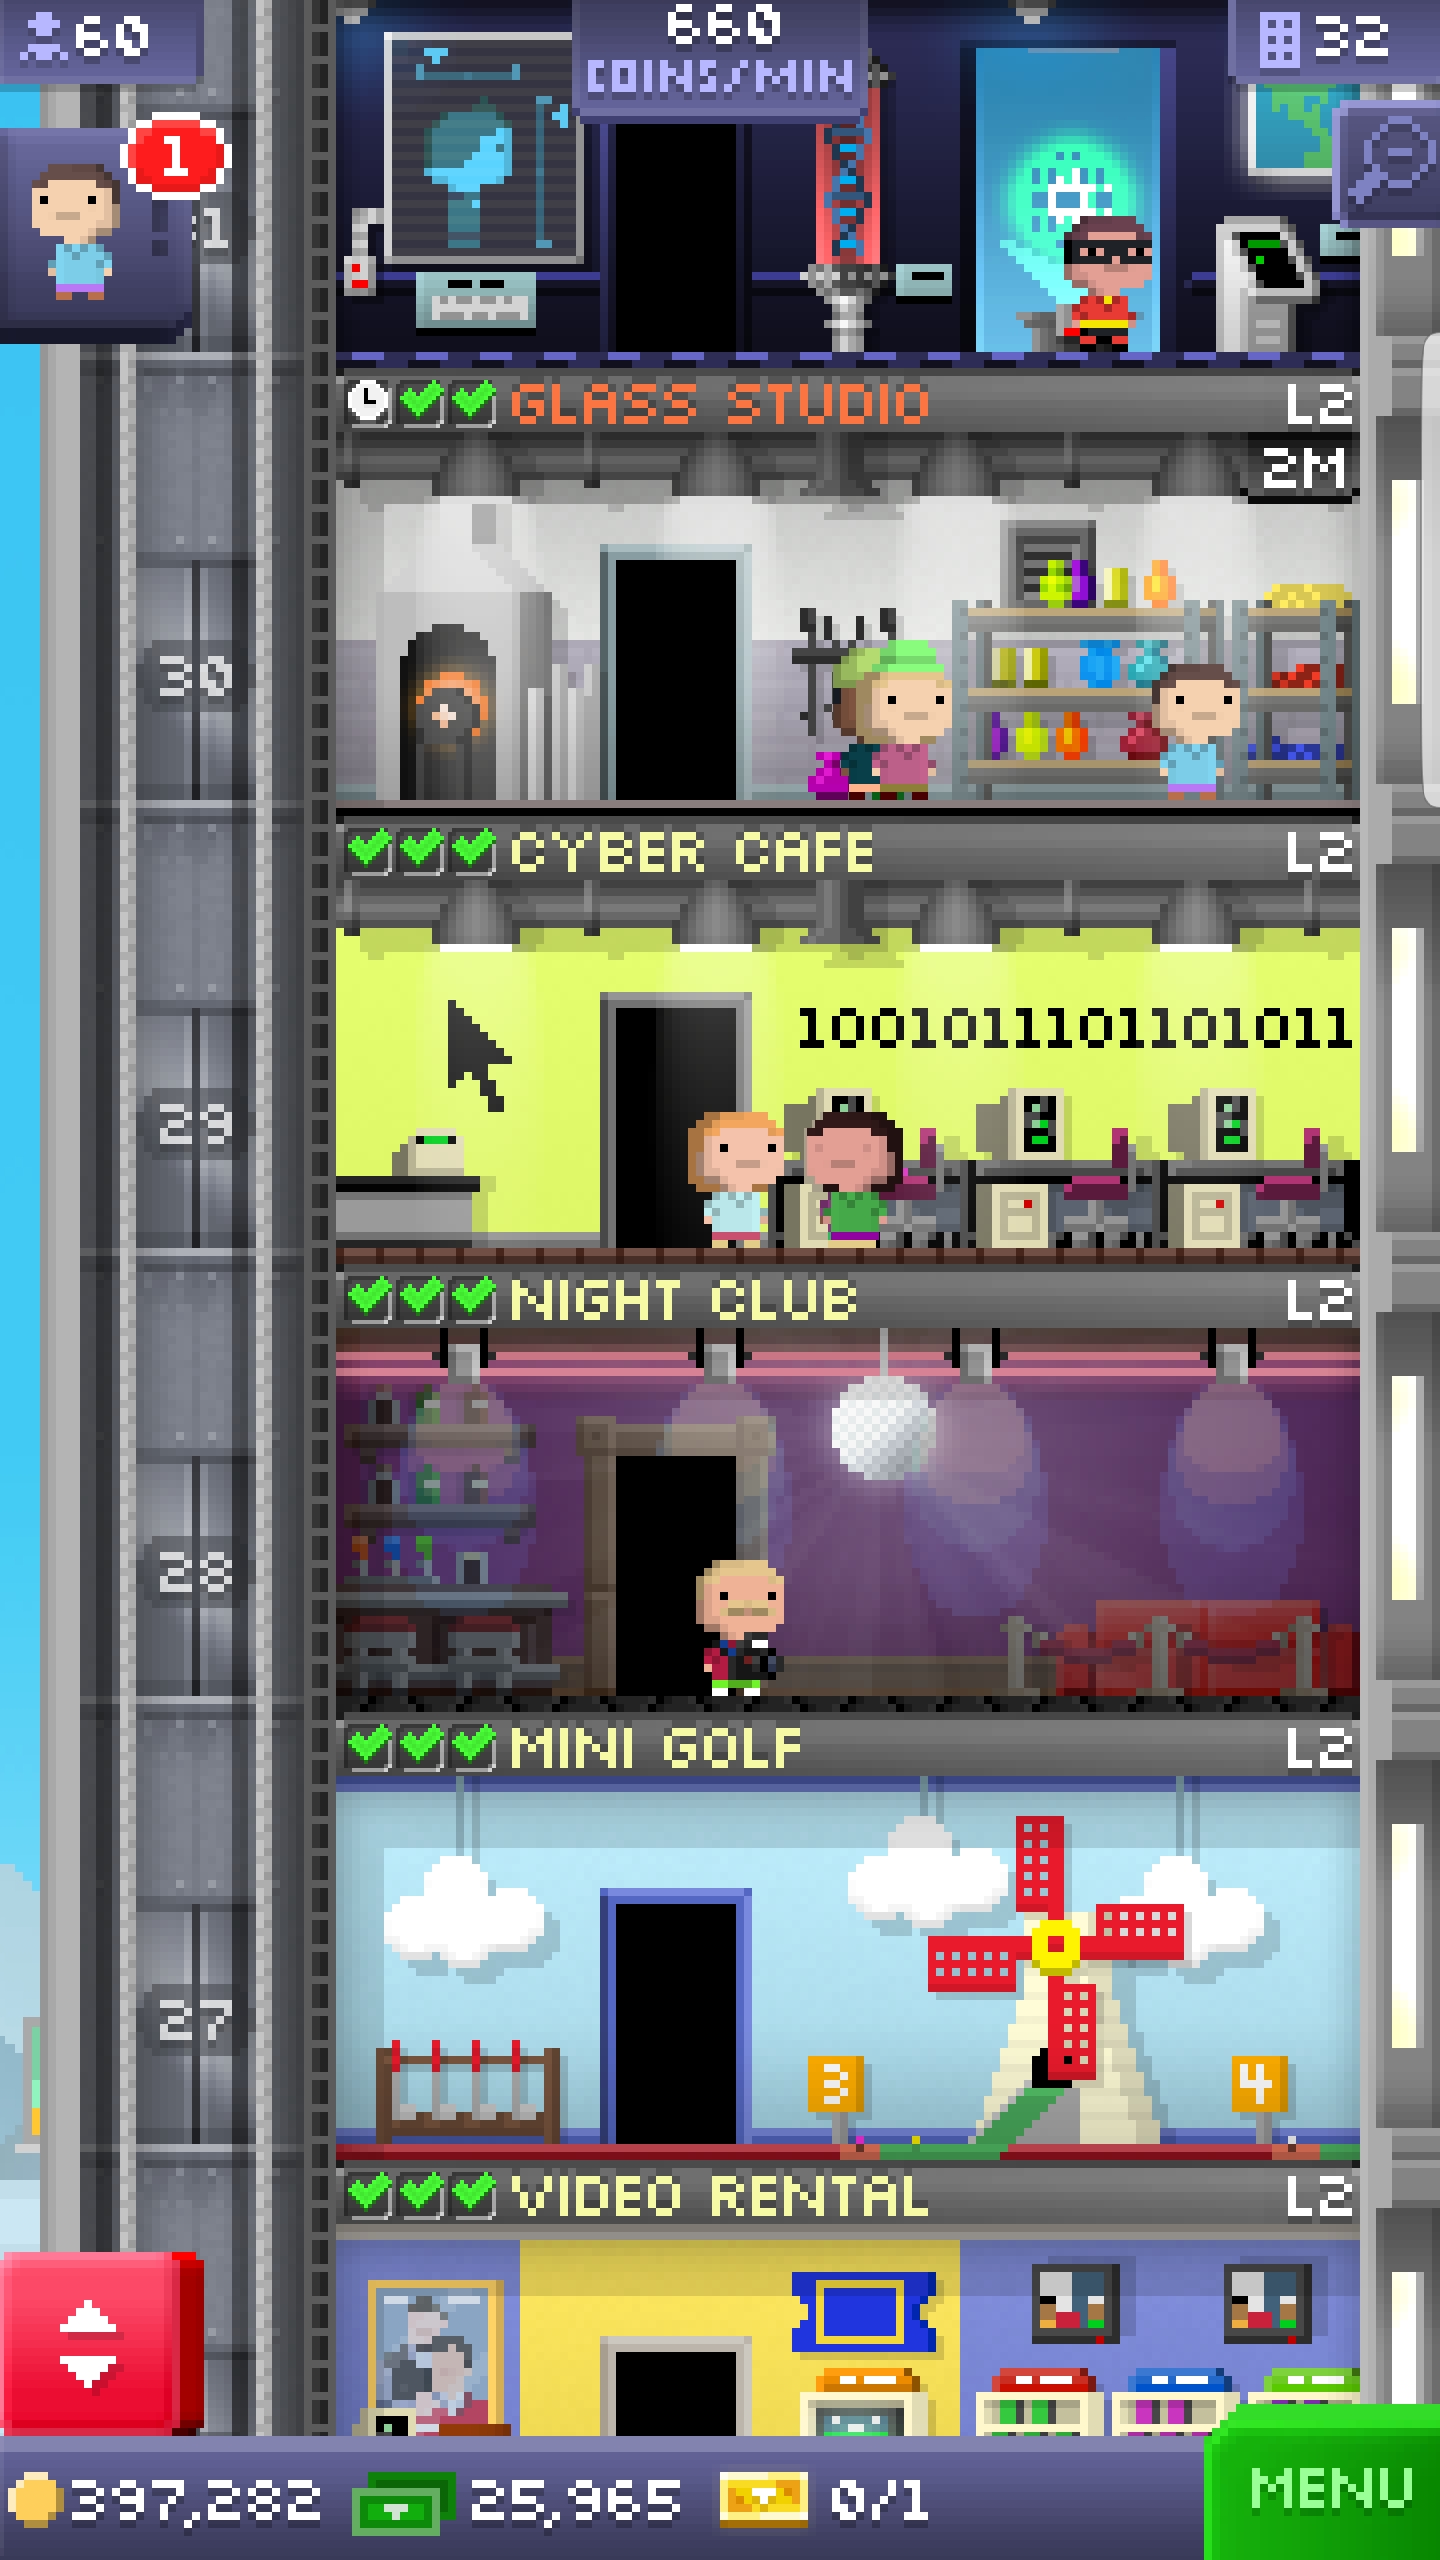 60
660
COINS/MIN
32
1
1
GLASS STUDIO
L2
2M
30
CYBER CAFE
L2
1001011101101011
29
NIGHT CLUB
L2
28
MINI GOLF
L2
27
3
4
VIDEO RENTAL
L2
397,282
25,965
0/1
MENU